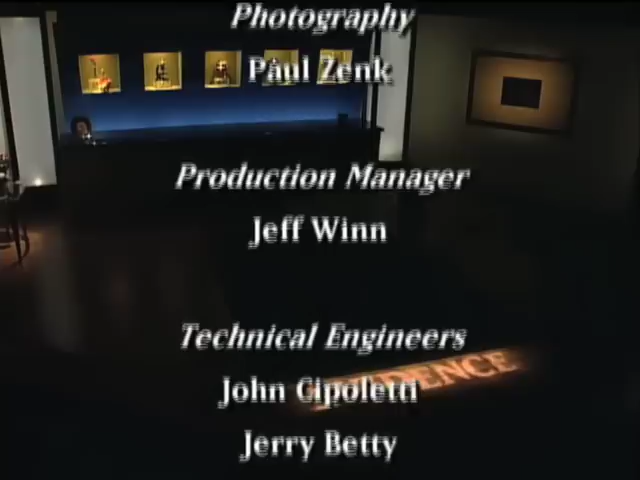 Photography
Paul Zenk
Production Manager
Jeff Winn
Technical Engineers
John Cipoletti
Jerry Betty